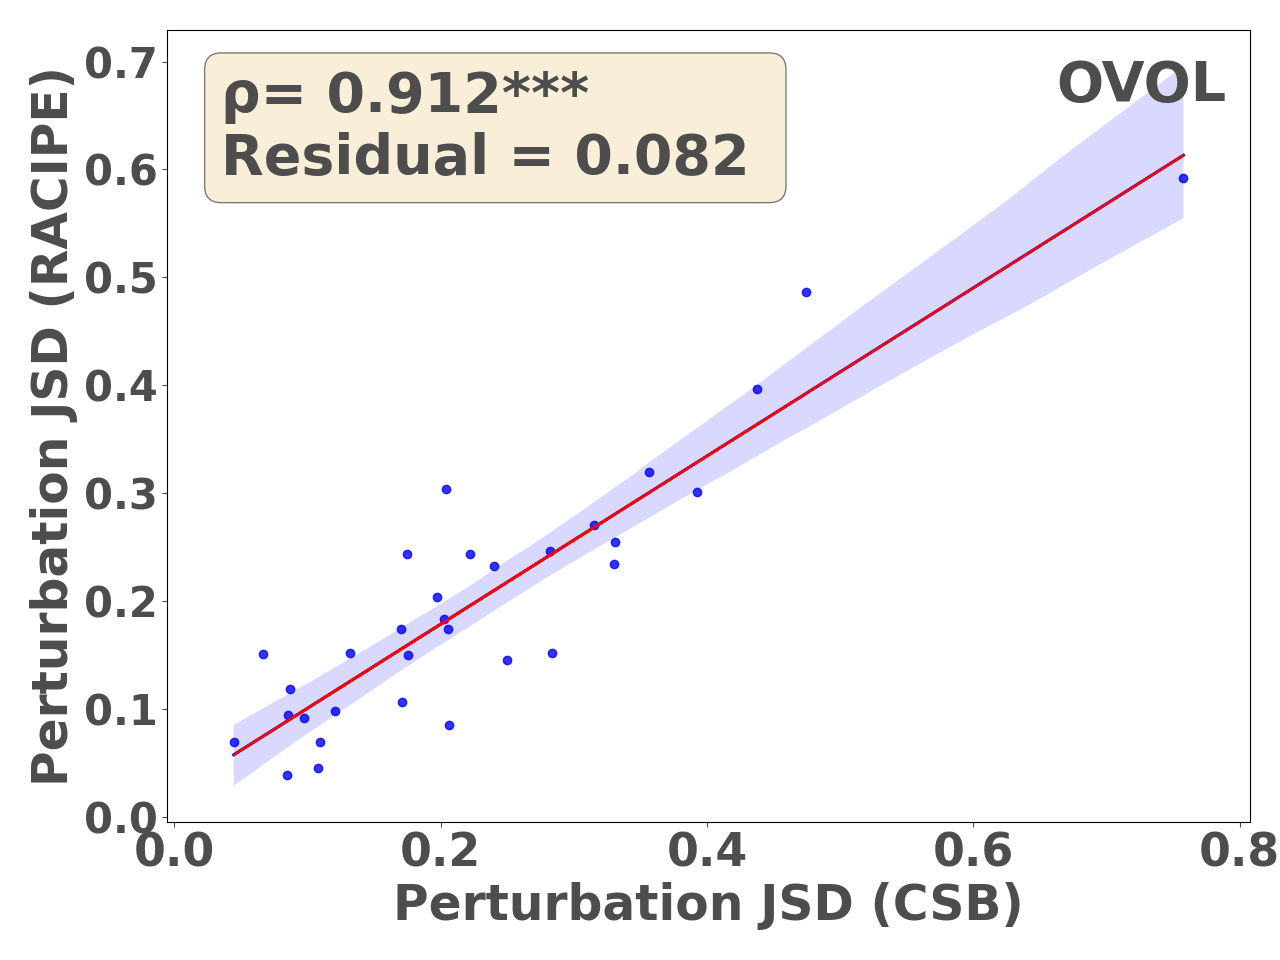 ρ= 0.912***
Residual = 0.082
OVOL
Perturbation JSD (RACIPE)
0.7
0.6
0.5
0.4
0.3
0.2
0.1
0.0
0.0 0.2 0.4 0.6 0.8
Perturbation JSD (CSB)